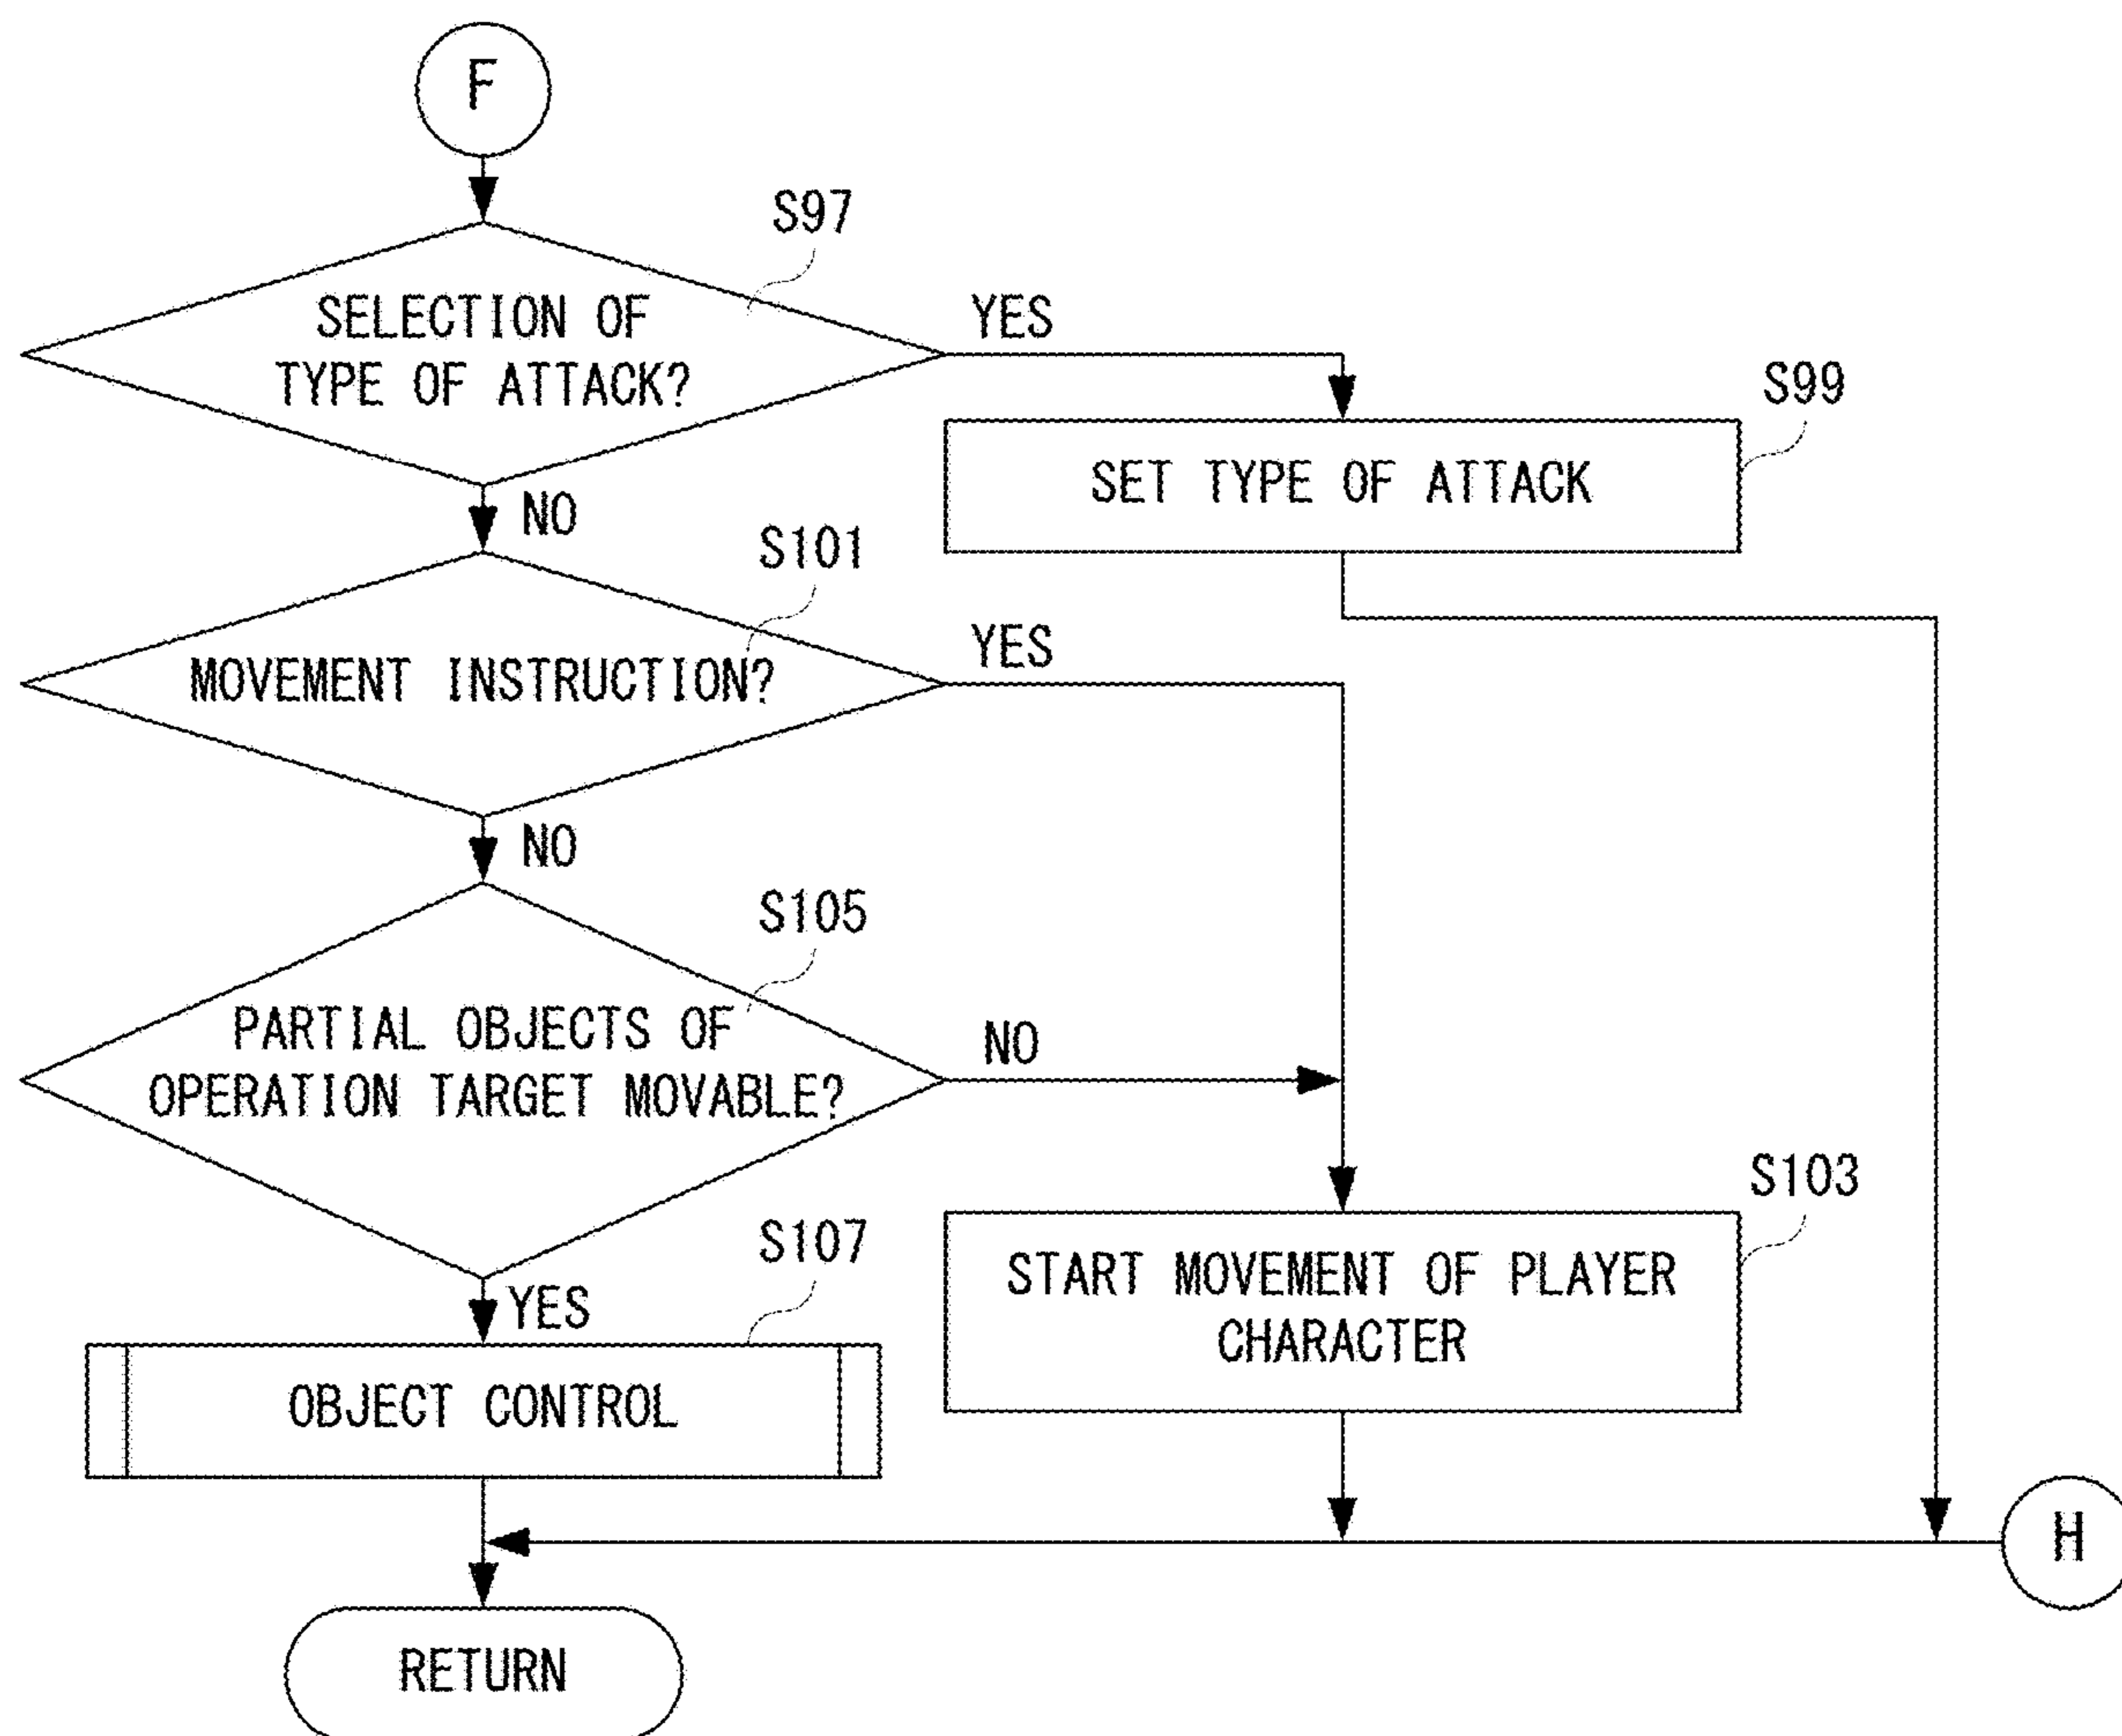 F
S97
SELECTION OF
TYPE OF ATTACK?
YES
S99
SET TYPE OF ATTACK
NO
S101
MOVEMENT INSTRUCTION?
YES
NO
S105
PARTIAL OBJECTS OF
OPERATION TARGET MOVABLE?
NO
S103
START MOVEMENT OF PLAYER
CHARACTER
S107
YES
OBJECT CONTROL
H
RETURN